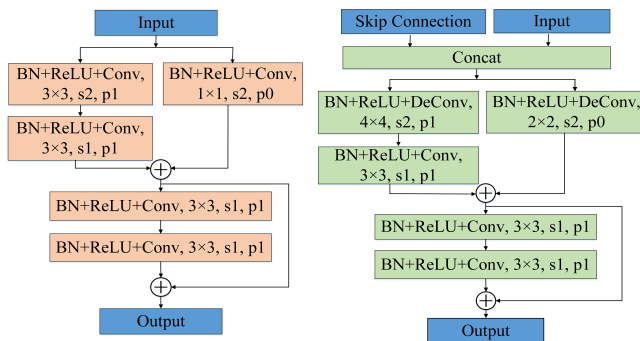 Input
BN+ReLU+Conv,
3×3, s2, p1
BN+ReLU+Conv,
1×1, s2, p0
BN+ReLU+Conv,
3×3, s1, p1
BN+ReLU+Conv, 3×3, s1, p1
BN+ReLU+Conv, 3×3, s1, p1
Output
Skip Connection
Input
Concat
BN+ReLU+DeConv,
4×4, s2, p1
BN+ReLU+DeConv,
2×2, s2, p0
BN+ReLU+Conv,
3×3, s1, p1
BN+ReLU+Conv, 3×3, s1, p1
BN+ReLU+Conv, 3×3, s1, p1
Output